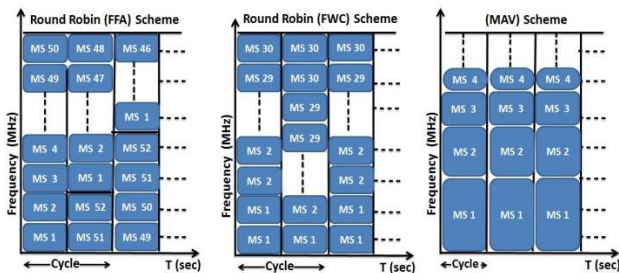 Round Robin (FFA) Scheme
Frequency (MHz)
MS 50 MS 48 MS 46
MS 49 MS 47
MS 1
MS 4 MS 2 MS 52
MS 3 MS 1 MS 51
MS 2 MS 52 MS 50
MS 1 MS 51 MS 49
Cycle T (sec)
Round Robin (FWC) Scheme
Frequency (MHz)
MS 30 MS 30 MS 30
MS 29 MS 30 MS 29
MS 29
MS 29
MS 2 MS 2
MS 2 MS 2
MS 1 MS 2 MS 1
MS 1 MS 1 MS 1
Cycle T (sec)
(MAV) Scheme
Frequency (MHz)
MS 4 MS 4 MS 4
MS 3 MS 3 MS 3
MS 2 MS 2 MS 2
MS 1 MS 1 MS 1
Cycle T (sec)